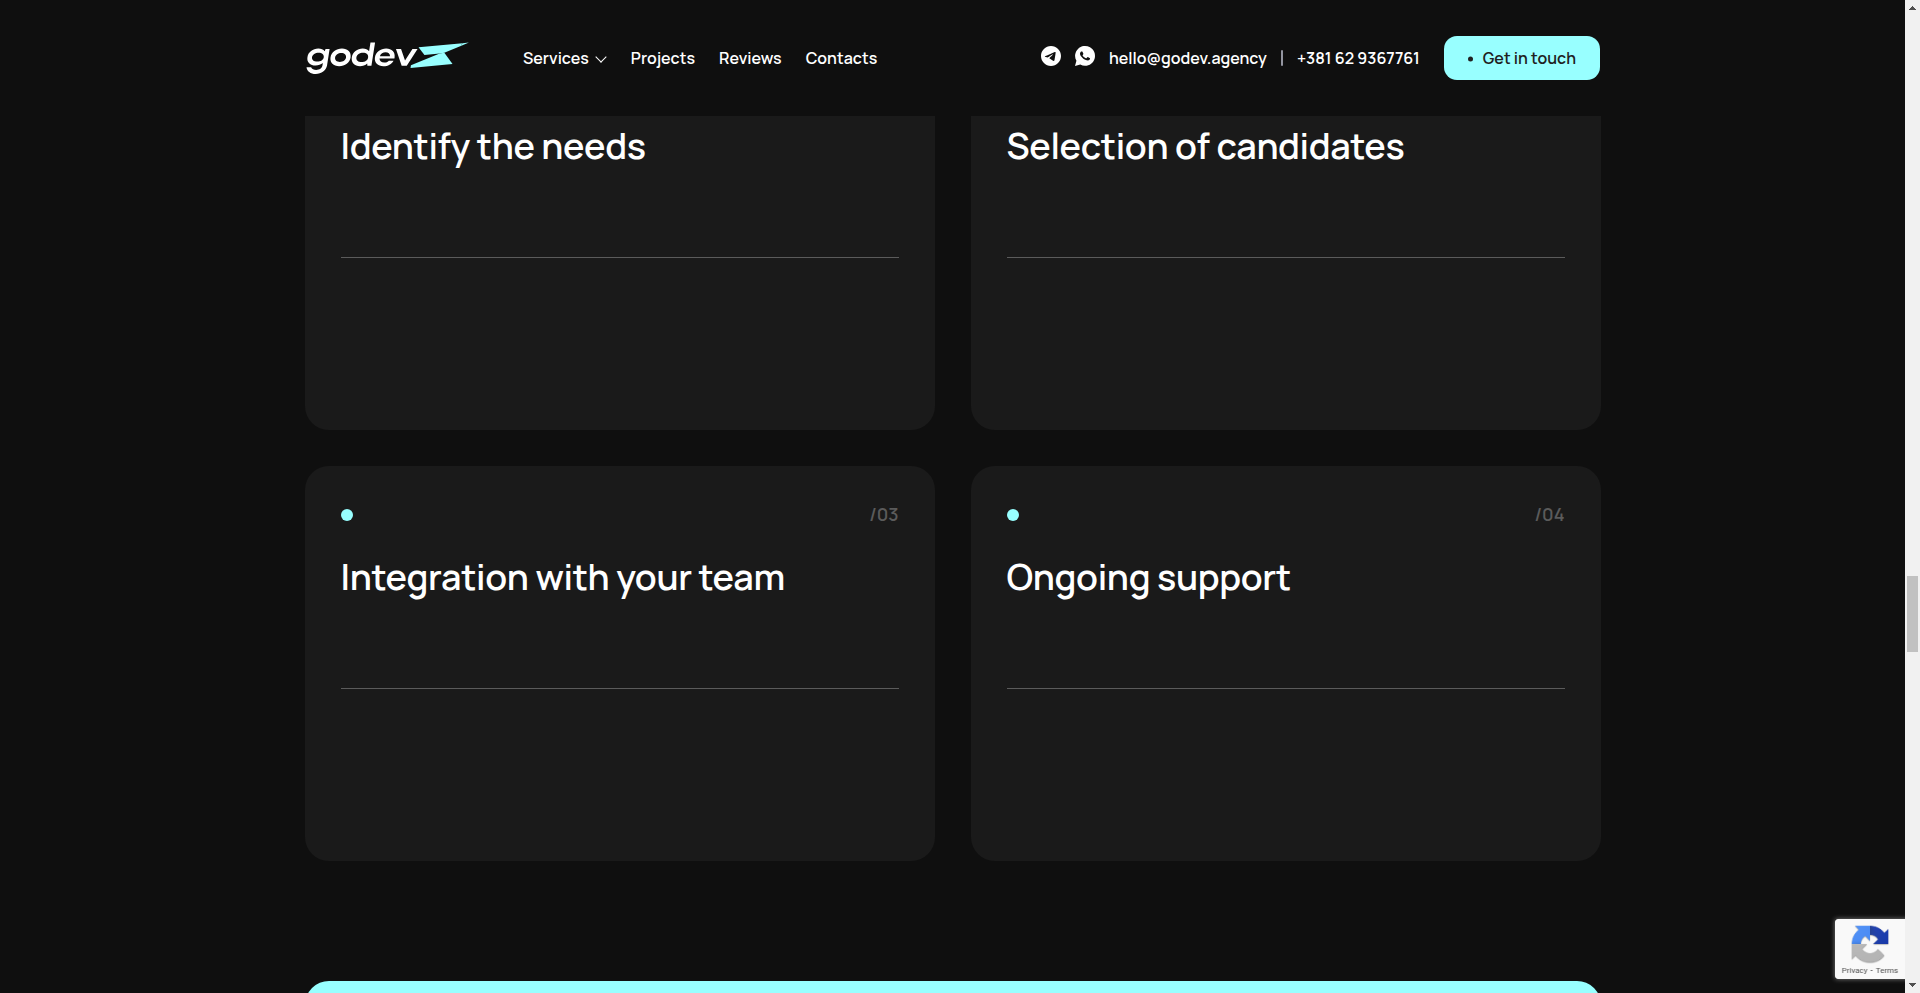 godev
Services Projects Reviews Contacts
hello@godev.agency | +381 62 9367761
Get in touch
Identify the needs
Selection of candidates
/03
Integration with your team
/04
Ongoing support
Privacy - Terms